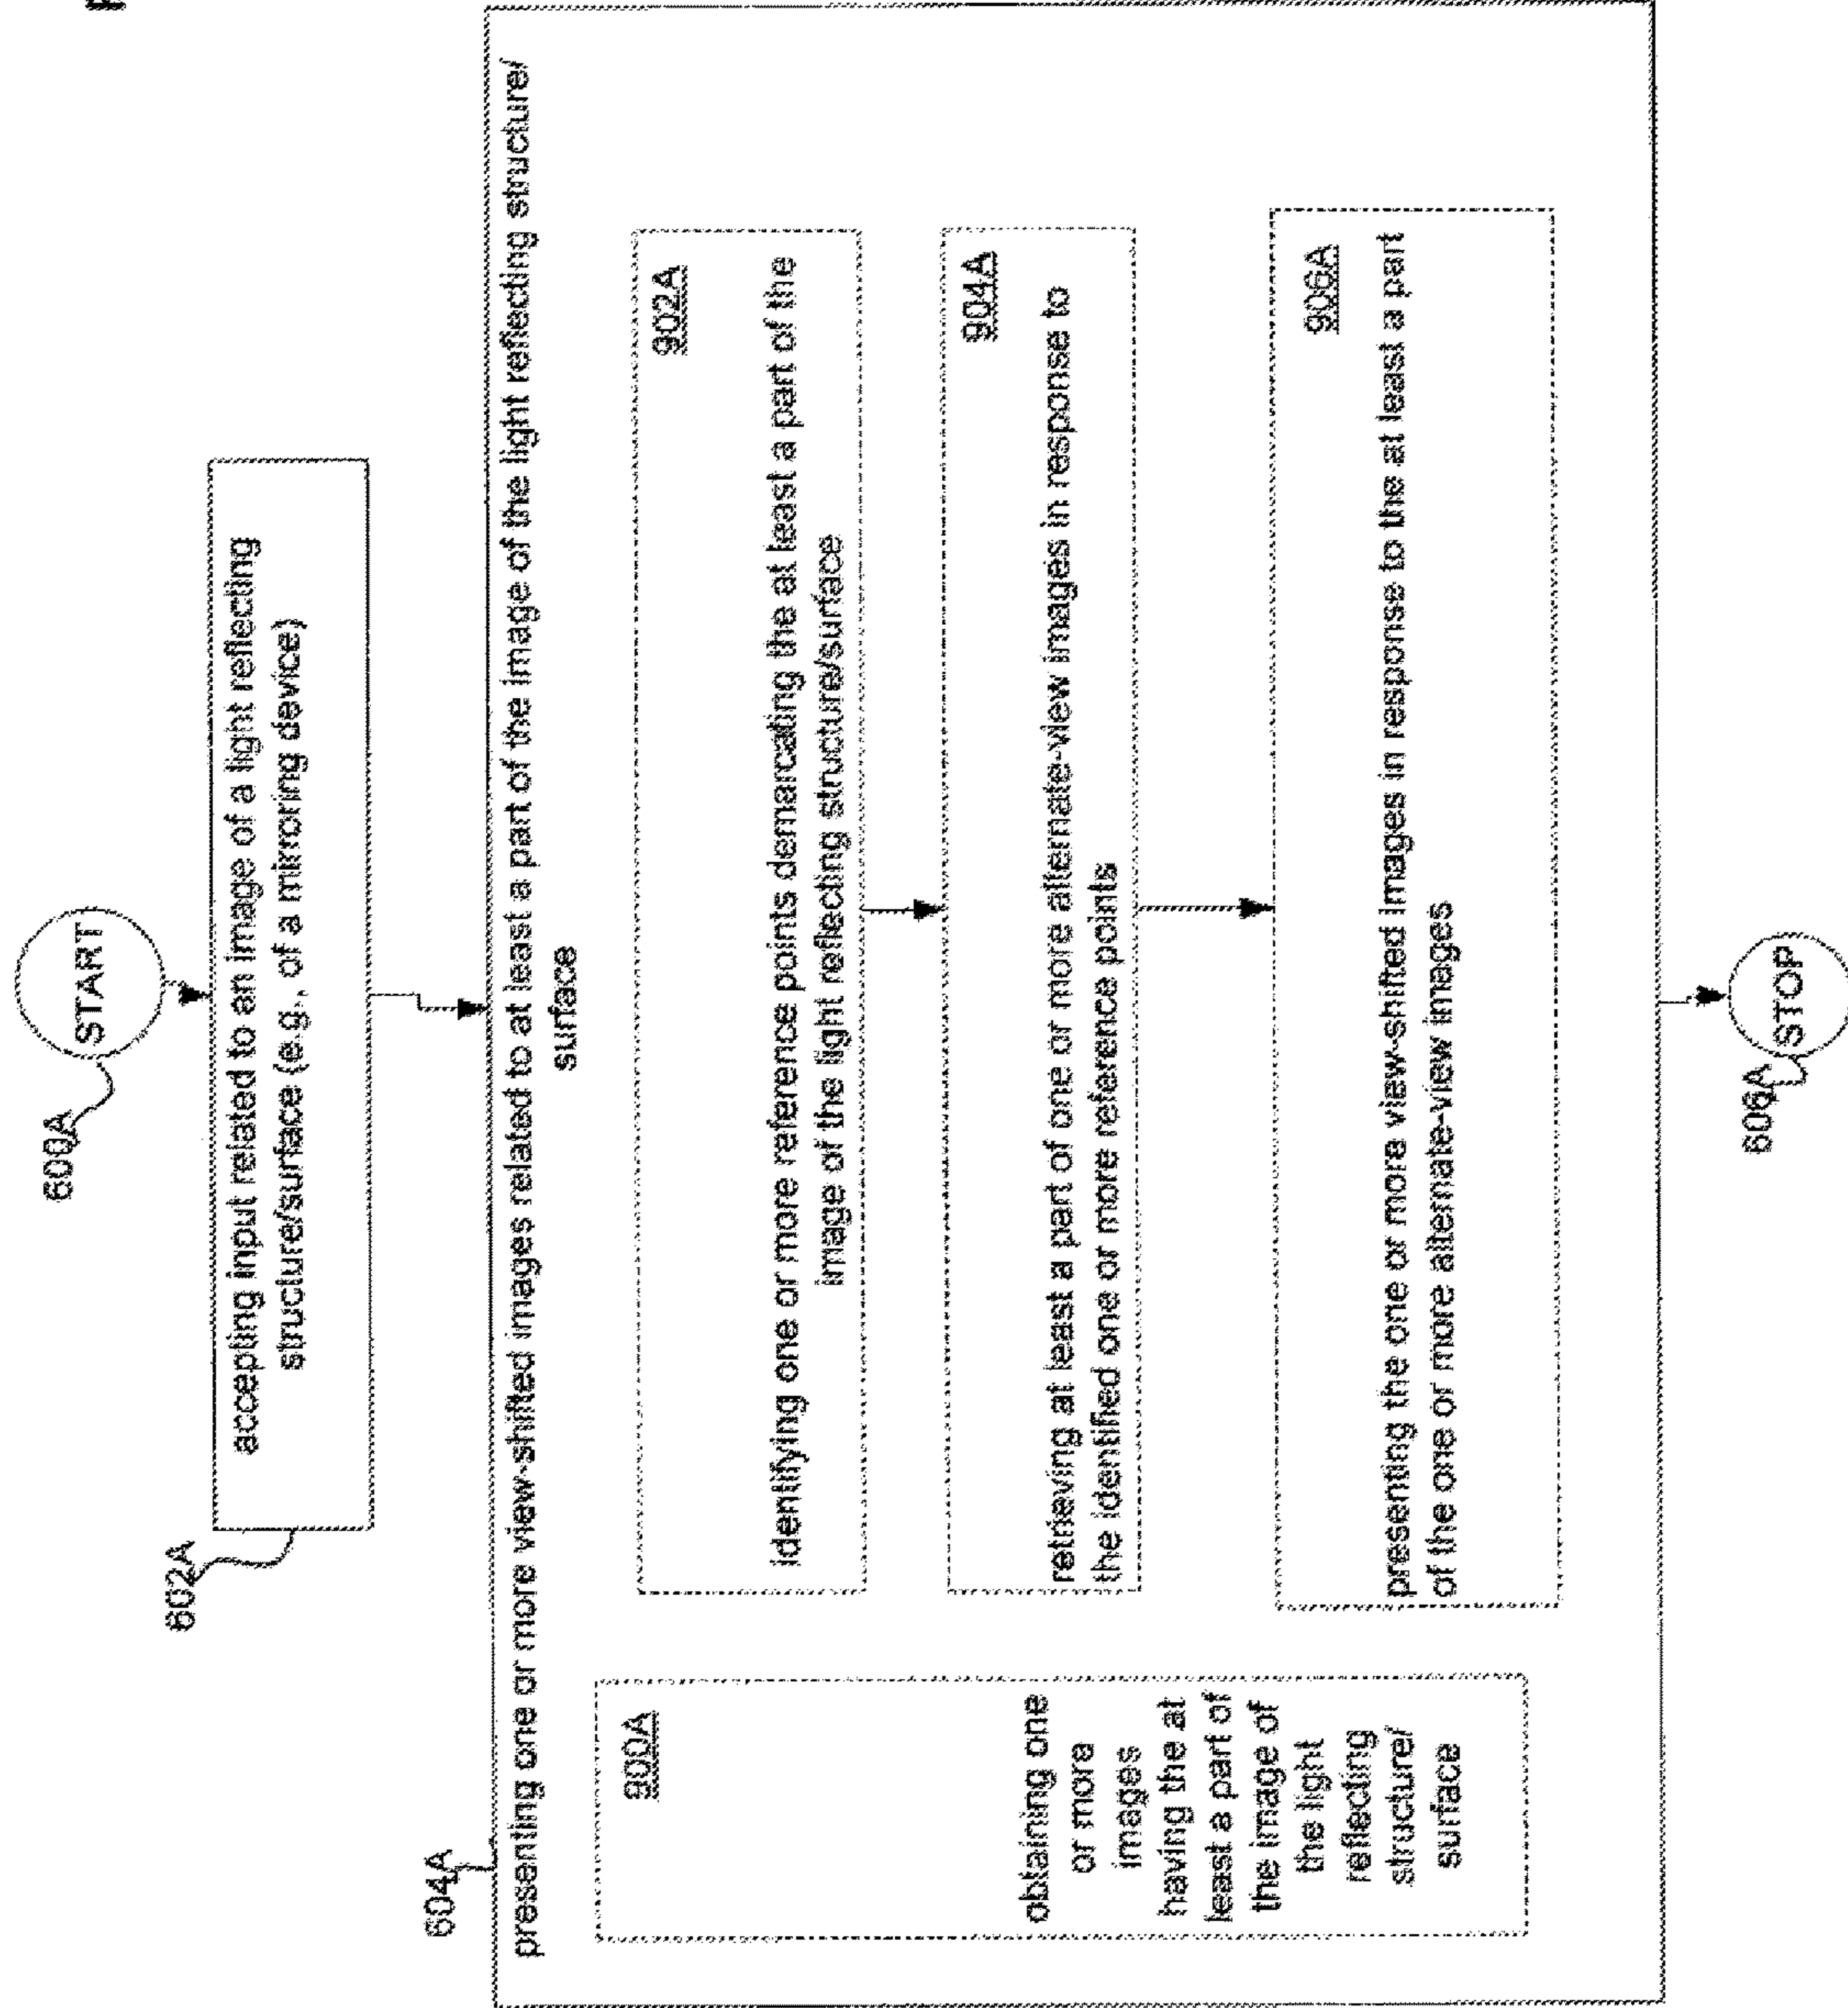 600A
START
602A
accepting input related to an image of a light reflecting
structure/surface (e.g., of a mirroring device)
604A
presenting one or more view-shifted images related to at least a part of the image of the light reflecting structure/
surface
900A
obtaining one
or more
images
having the at
least a part of
the image of
the light
reflecting
structure/
surface
902A
identifying one or more reference points demarcating the at least a part of the
image of the light reflecting structure/surface
904A
retrieving at least a part of one or more alternate-view images in response to
the identified one or more reference points
906A
presenting the one or more view-shifted images in response to the at least a part
of the one or more alternate-view images
606A
STOP